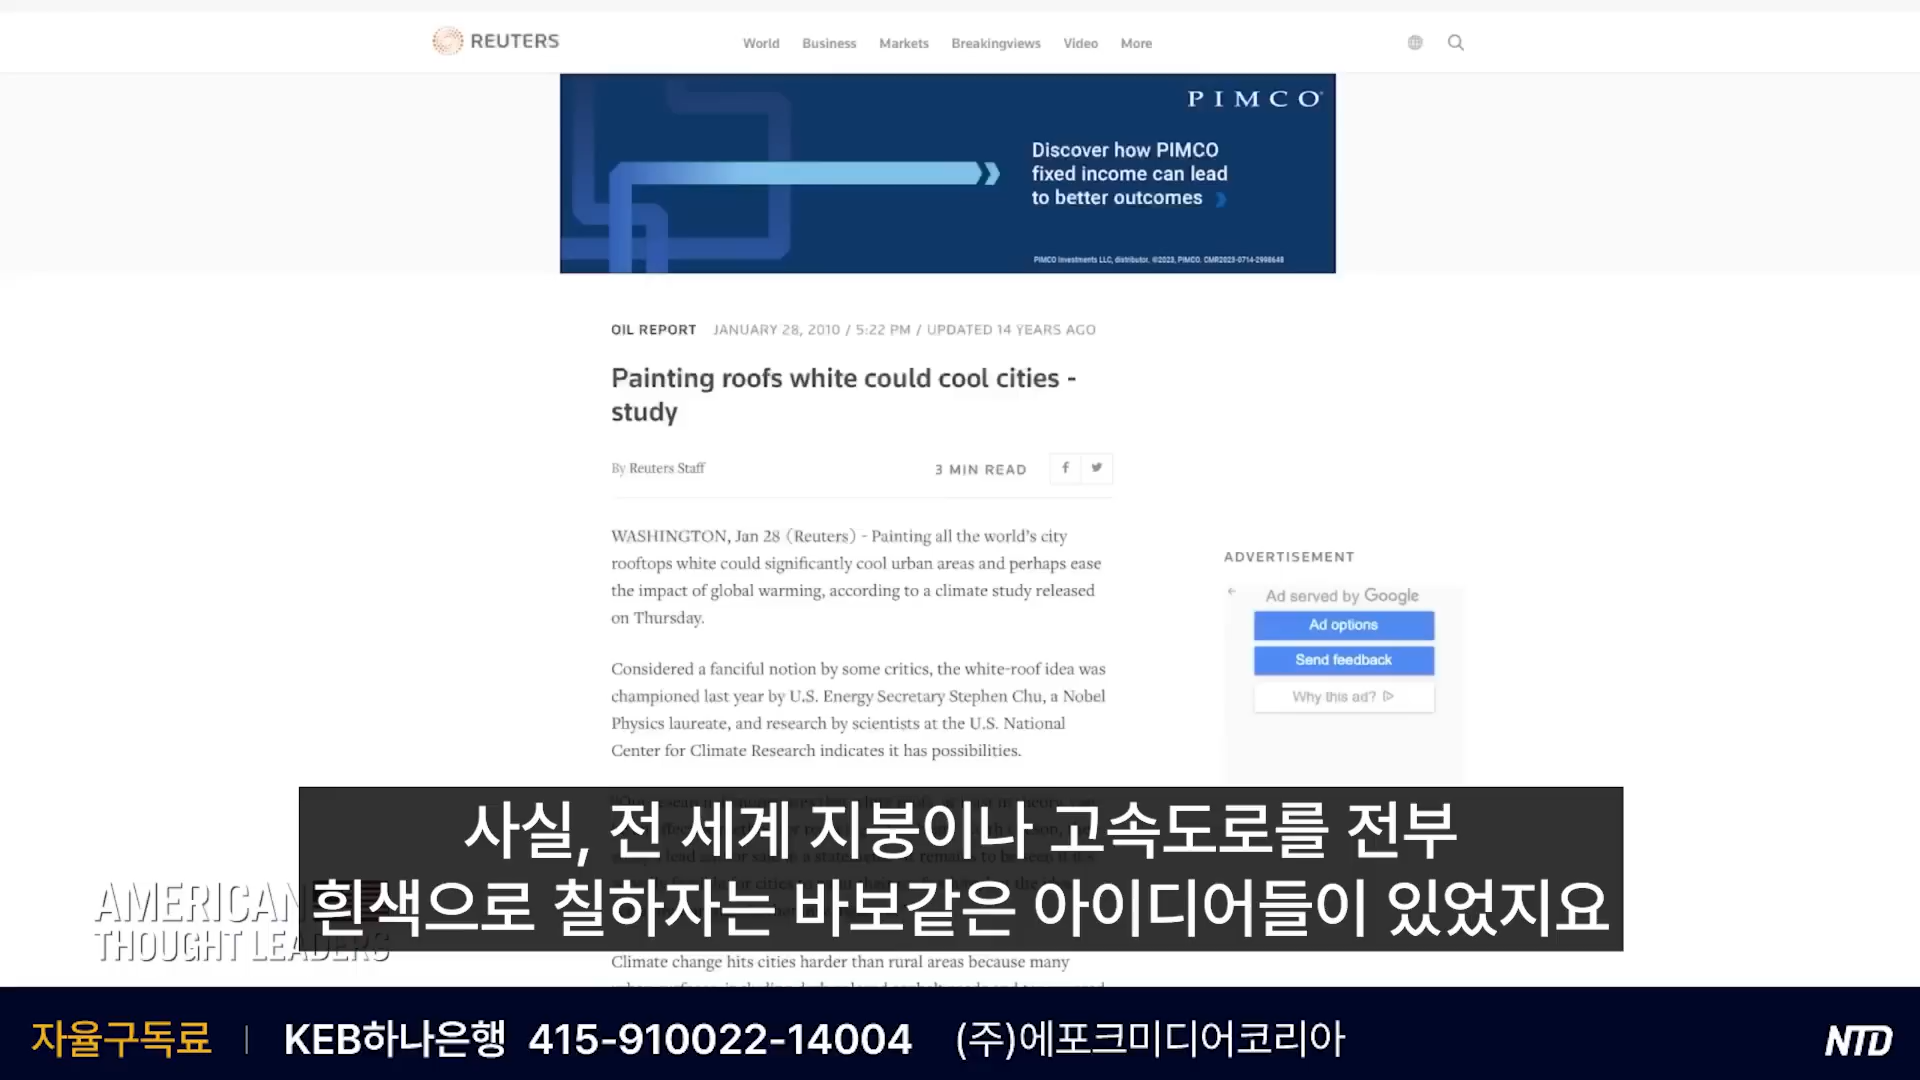 REUTERS
World Business Markets Breakingviews Video More
PIMCO
Discover how PIMCO
fixed income can lead
to better outcomes
PIMCO Investments LLC, distributor. ©2023, PIMCO. CMR2023-0714-2998648
OIL REPORT JANUARY 28, 2010 / 5:22 PM / UPDATED 14 YEARS AGO
Painting roofs white could cool cities -
study
By Reuters Staff
3 MIN READ
WASHINGTON, Jan 28 (Reuters) - Painting all the world's city
rooftops white could significantly cool urban areas and perhaps ease
the impact of global warming, according to a climate study released
on Thursday.
Considered a fanciful notion by some critics, the white-roof idea was
championed last year by U.S. Energy Secretary Stephen Chu, a Nobel
Physics laureate, and research by scientists at the U.S. National
Center for Climate Research indicates it has possibilities.
ADVERTISEMENT
Ad served by Google
Ad options
Send feedback
Why this ad?
사실, 전 세계 지붕이나 고속도로를 전부
흰색으로 칠하자는 바보같은 아이디어들이 있었지요
AMERICAN
THOUGHT LEADERS
Climate change hits cities harder than rural areas because many
자율구독료 | KEB하나은행 415-910022-14004 (주)에포크미디어코리아
NTD